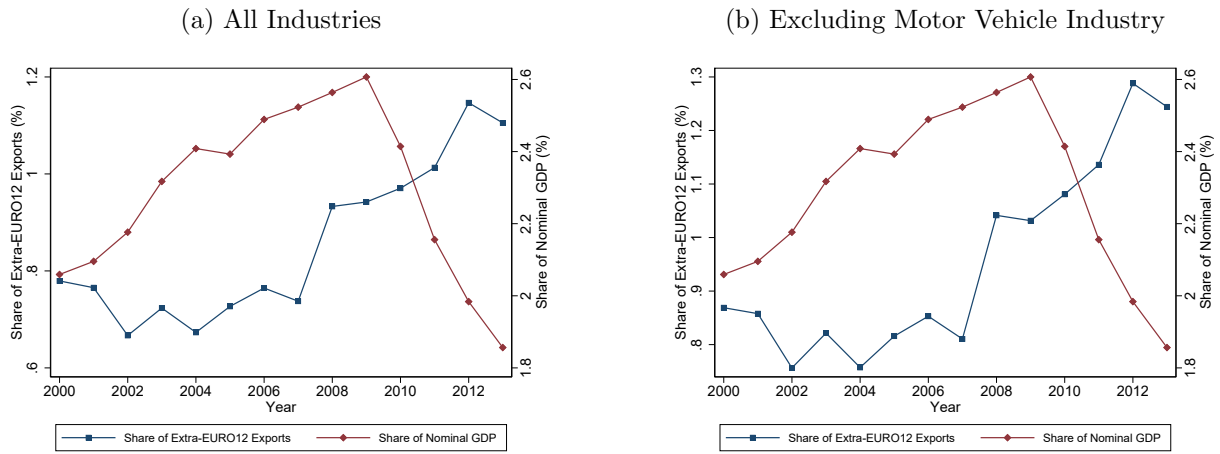 (a) All Industries
Share of Extra-EURO12 Exports (%)
1.2
1
.8
.6
2.6
2.4
2.2
2
1.8
Share of Nominal GDP (%)
2000 2002 2004 2006 2008 2010 2012
Year
Share of Extra-EURO12 Exports Share of Nominal GDP
(b) Excluding Motor Vehicle Industry
Share of Extra-EURO12 Exports (%)
1.3
1.2
1.1
1
.9
.8
2.6
2.4
2.2
2
1.8
Share of Nominal GDP (%)
2000 2002 2004 2006 2008 2010 2012
Year
Share of Extra-EURO12 Exports Share of Nominal GDP